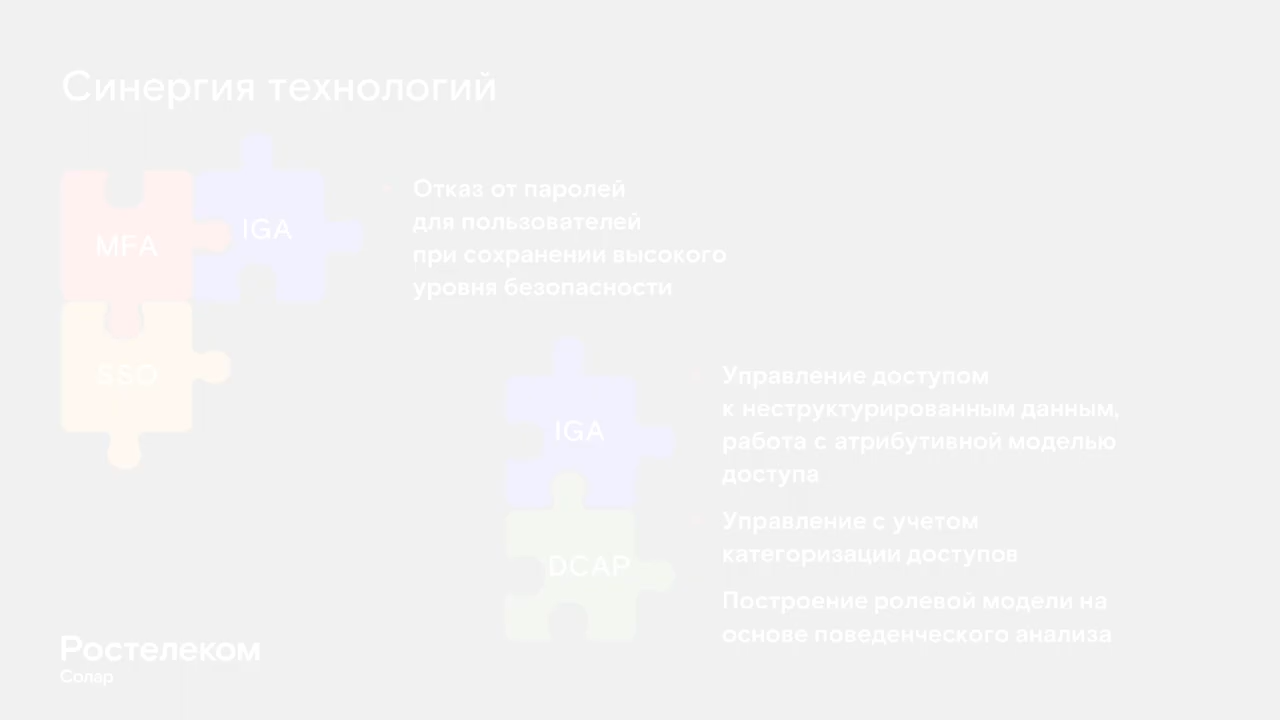 Синергия технологий
MFA
IGA
SSO
Отказ от паролей
для пользователей
при сохранении высокого
уровня безопасности
IGA
DCAP
Управление доступом
к неструктурированным данным,
работа с атрибутивной моделью
доступа
Управление с учетом
категоризации доступов
Построение ролевой модели на
основе поведенческого анализа
Ростелеком
Солар